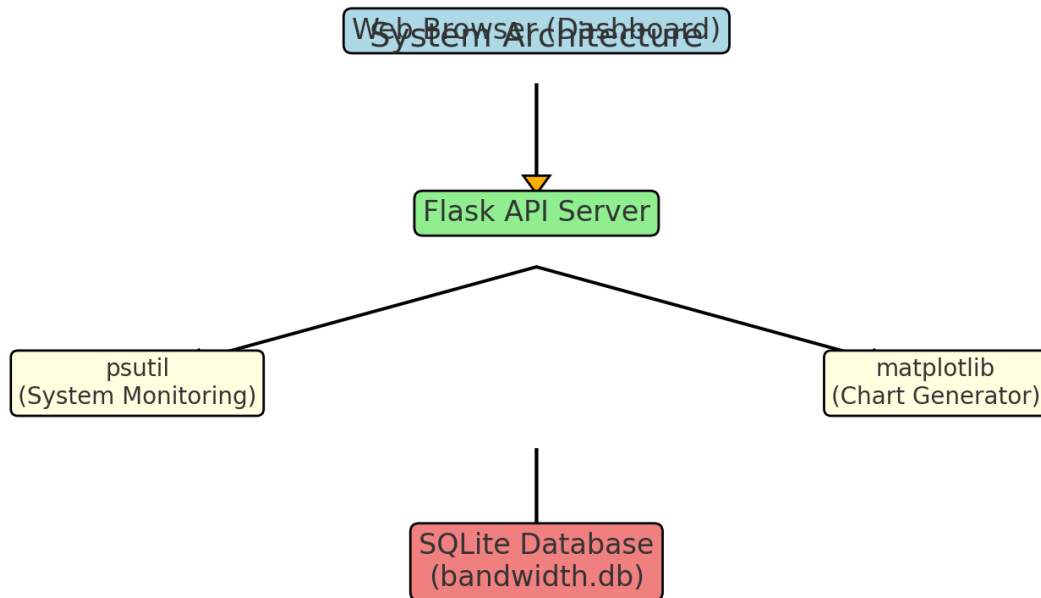 System Architecture
Web Browser (Dashboard)
Flask API Server
psutil
(System Monitoring)
matplotlib
(Chart Generator)
SQLite Database
(bandwidth.db)